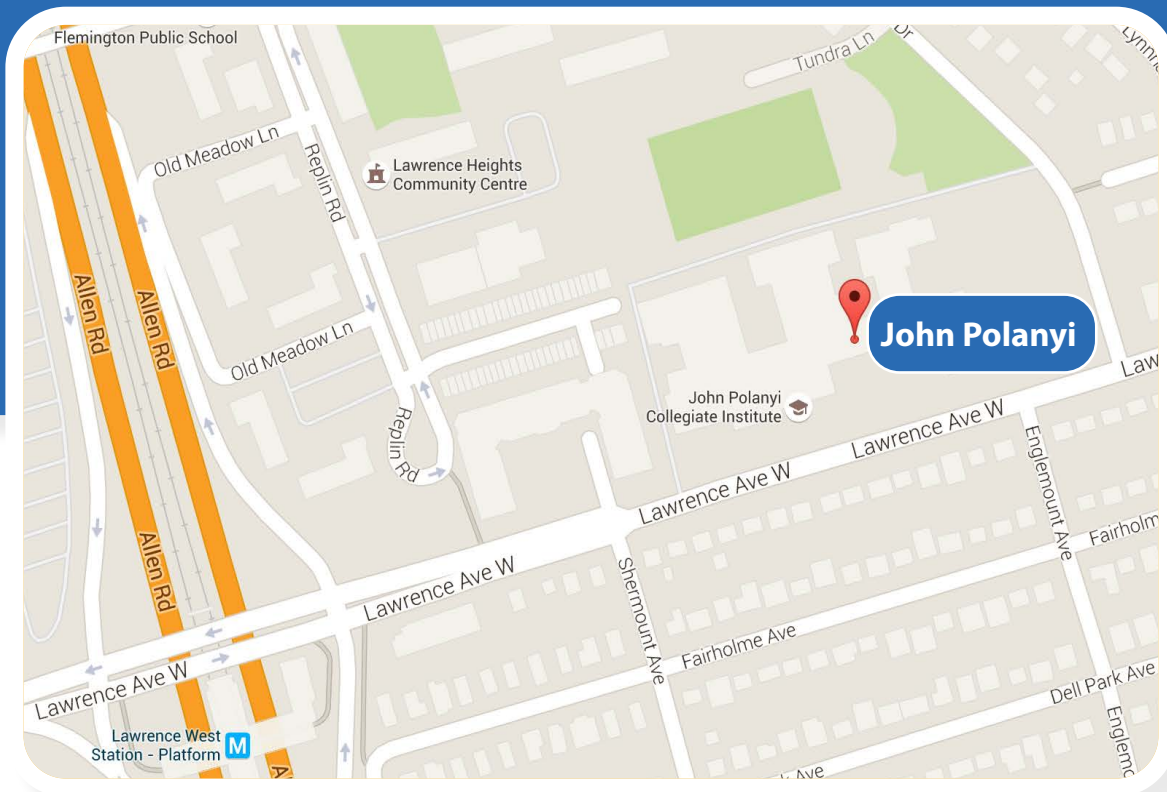 Flemington Public School
Tundra Ln
Dr
Old Meadow Ln
Replin Rd
Lawrence Heights
Community Centre
Allen Rd
Allen Rd
Old Meadow Ln
John Polanyi
John Polanyi
Collegiate Institute
Replin Rd
Lawrence Ave W
Lawrence Ave W
Englemount Ave
Allen Rd
Lawrence Ave W
Shermount Ave
Fairholme Ave
Dell Park Ave
Lawrence Ave W
Lawrence West
Station - Platform
M
Ave